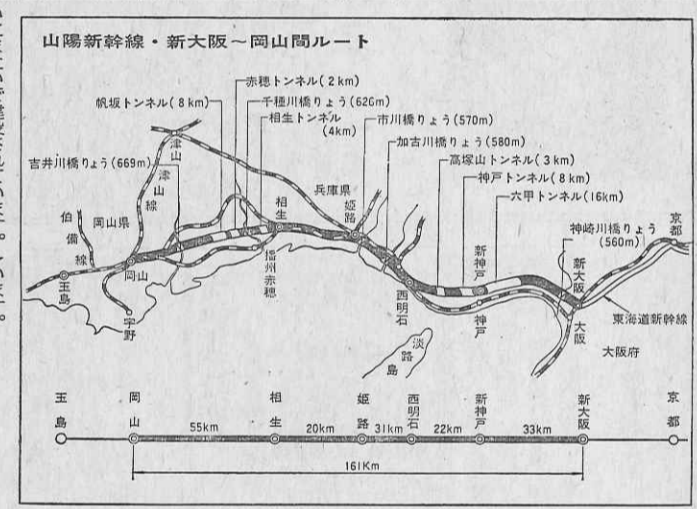 山陽新幹線・新大阪～岡山間ルート
赤穂トンネル(2km)
帆坂トンネル(8km)
千種川橋りょう(626m)
相生トンネル
(4km)
市川橋りょう(570m)
加古川橋りょう(580m)
高塚山トンネル(3km)
神戸トンネル(8km)
六甲トンネル(16km)
神崎川橋りょう
(560m)
吉井川橋りょう(669m)
津山
津山線
兵庫県
岡山県
伯備線
姫路
相生
京都
新神戸
新大阪
岡山
播州赤穂
西明石
神戸
大阪
東海道新幹線
玉島
宇野
淡路島
大阪府
玉島
岡山
相生
姫路
西明石
新神戸
新大阪
京都
55km
20km
31km
22km
33km
161Km